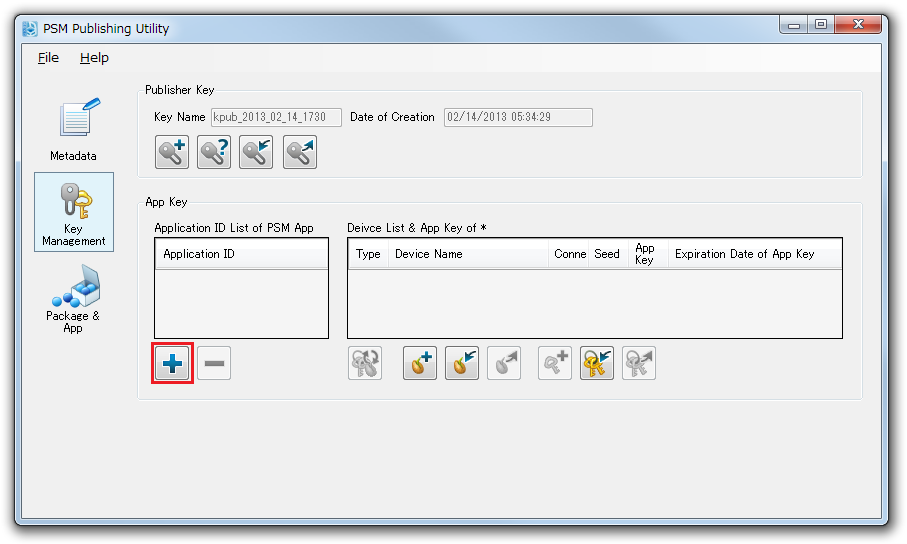 PSM Publishing Utility
File Help
Publisher Key
Key Name kpub_2013_02_14_1730 Date of Creation 02/14/2013 05:34:29
Metadata
Key
Management
Package &
App
App Key
Application ID List of PSM App
Application ID
Deivce List & App Key of *
Type Device Name Conne Seed App Key Expiration Date of App Key